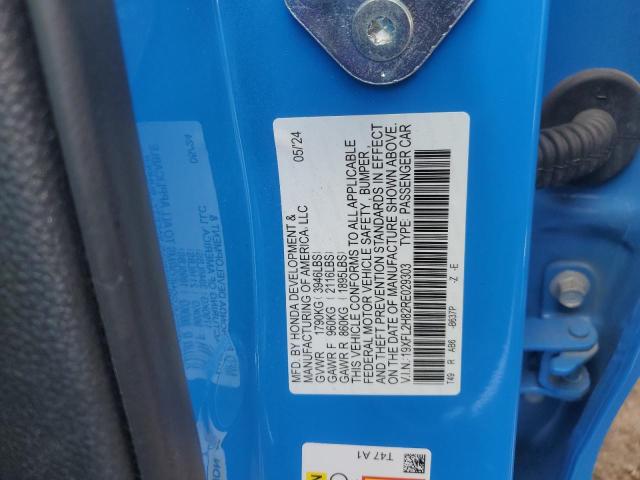 MFD. BY HONDA DEVELOPMENT &
MANUFACTURING OF AMERICA, LLC 05/24
GVWR 1790KG (3946LBS)
GAWR F 960KG (2116LBS)
GAWR R 860KG (1895LBS)
THIS VEHICLE CONFORMS TO ALL APPLICABLE
FEDERAL MOTOR VEHICLE SAFETY, BUMPER,
AND THEFT PREVENTION STANDARDS IN EFFECT
ON THE DATE OF MANUFACTURE SHOWN ABOVE.
V.I.N: 19XFL2H82RE029303 TYPE: PASSENGER CAR
T49 R AB6 -B637P -Z -E
T47 A1